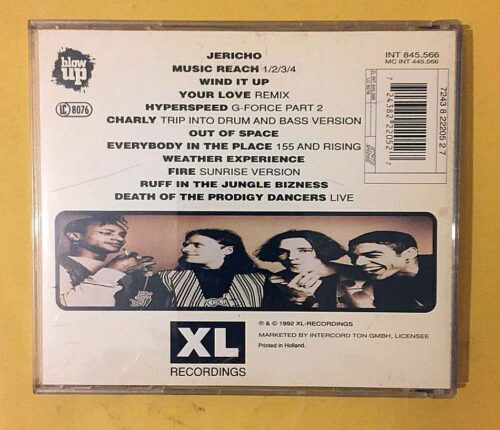 blow
up
LC 8076
JERICHO
MUSIC REACH 1/2/3/4
WIND IT UP
YOUR LOVE REMIX
HYPERSPEED G-FORCE PART 2
CHARLY TRIP INTO DRUM AND BASS VERSION
OUT OF SPACE
EVERYBODY IN THE PLACE 155 AND RISING
WEATHER EXPERIENCE
FIRE SUNRISE VERSION
RUFF IN THE JUNGLE BIZNESS
DEATH OF THE PRODIGY DANCERS LIVE
INT 845.566
MC INT 445.566
7 24382 22052 7
7243 8 22205 2 7
XL
RECORDINGS
℗ & © 1992 XL-RECORDINGS
MARKETED BY INTERCORD TON GMBH, LICENSEE
Printed in Holland.